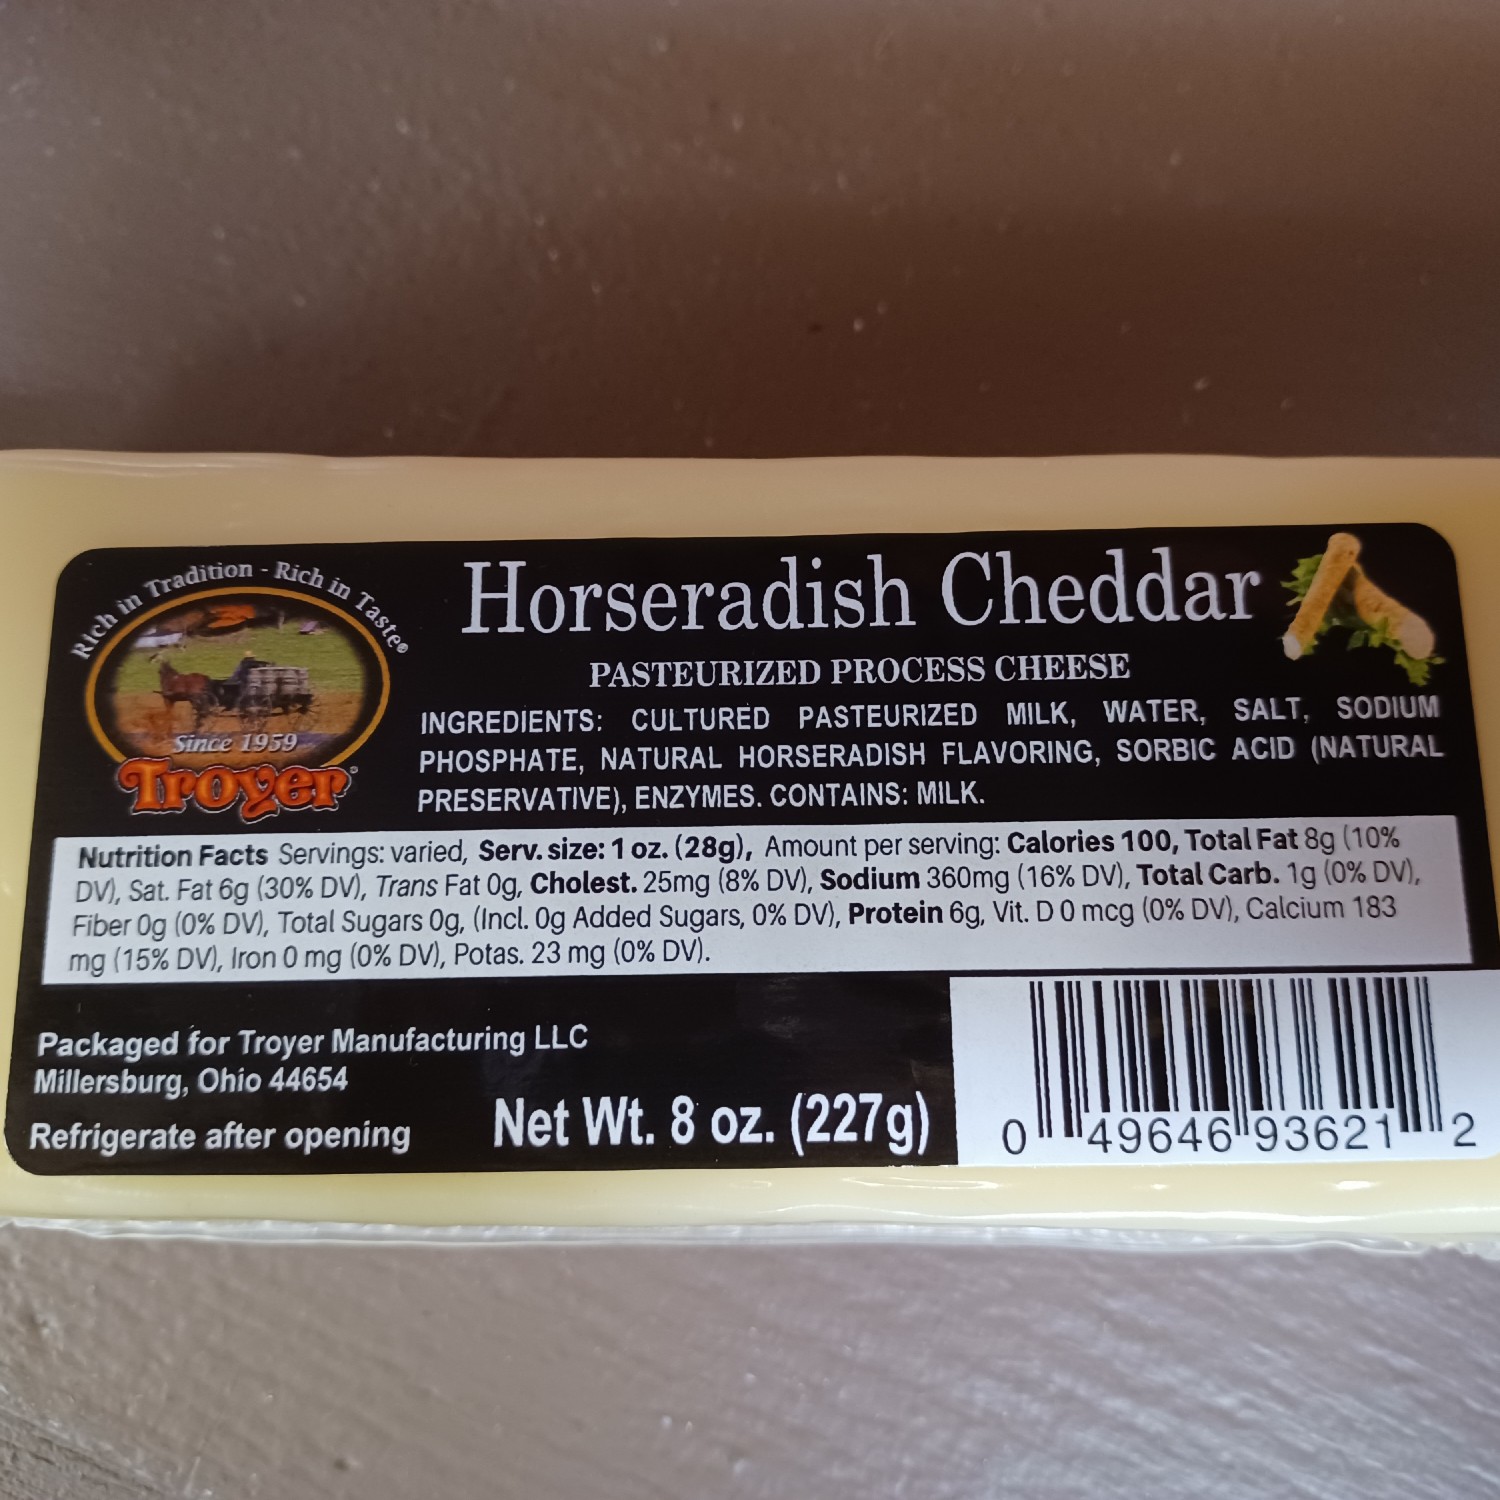 Rich in Tradition - Rich in Taste®
Since 1959
Troyer®
Horseradish Cheddar
PASTEURIZED PROCESS CHEESE
INGREDIENTS: CULTURED PASTEURIZED MILK, WATER, SALT, SODIUM
PHOSPHATE, NATURAL HORSERADISH FLAVORING, SORBIC ACID (NATURAL
PRESERVATIVE), ENZYMES. CONTAINS: MILK.
Nutrition Facts Servings: varied, Serv. size: 1 oz. (28g), Amount per serving: Calories 100, Total Fat 8g (10%
DV), Sat. Fat 6g (30% DV), Trans Fat 0g, Cholest. 25mg (8% DV), Sodium 360mg (16% DV), Total Carb. 1g (0% DV),
Fiber 0g (0% DV), Total Sugars 0g, (Incl. 0g Added Sugars, 0% DV), Protein 6g, Vit. D 0 mcg (0% DV), Calcium 183
mg (15% DV), Iron 0 mg (0% DV), Potas. 23 mg (0% DV).
Packaged for Troyer Manufacturing LLC
Millersburg, Ohio 44654
Refrigerate after opening
Net Wt. 8 oz. (227g)
0 49646 93621 2